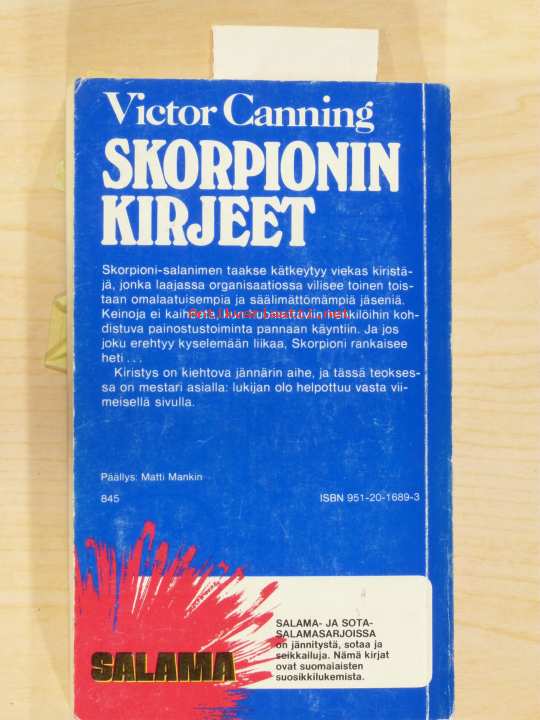 Victor Canning
SKORPIONIN
KIRJEET
Skorpioni-salanimen taakse kätkeytyy viekas kiristä-
jä, jonka laajassa organisaatiossa vilisee toinen tois-
taan omalaatuisempia ja säälimättömämpiä jäseniä.
Keinoja ei kaihdeta, kun henkilöihin koh-
distuva painostustoiminta pannaan käyntiin. Ja jos
joku erehtyy kyselemään liikaa, Skorpioni rankaisee
heti . . .
Kiristys on kiehtova jännärin aihe, ja tässä teokses-
sa on mestari asialla: lukijan olo helpottuu vasta vii-
meisellä sivulla.
Päällys: Matti Mankin
845
ISBN 951-20-1689-3
SALAMA
SALAMA- JA SOTA-
SALAMASARJOISSA
on jännitystä, sotaa ja
seikkailuja. Nämä kirjat
ovat suomalaisten
suosikkilukemista.